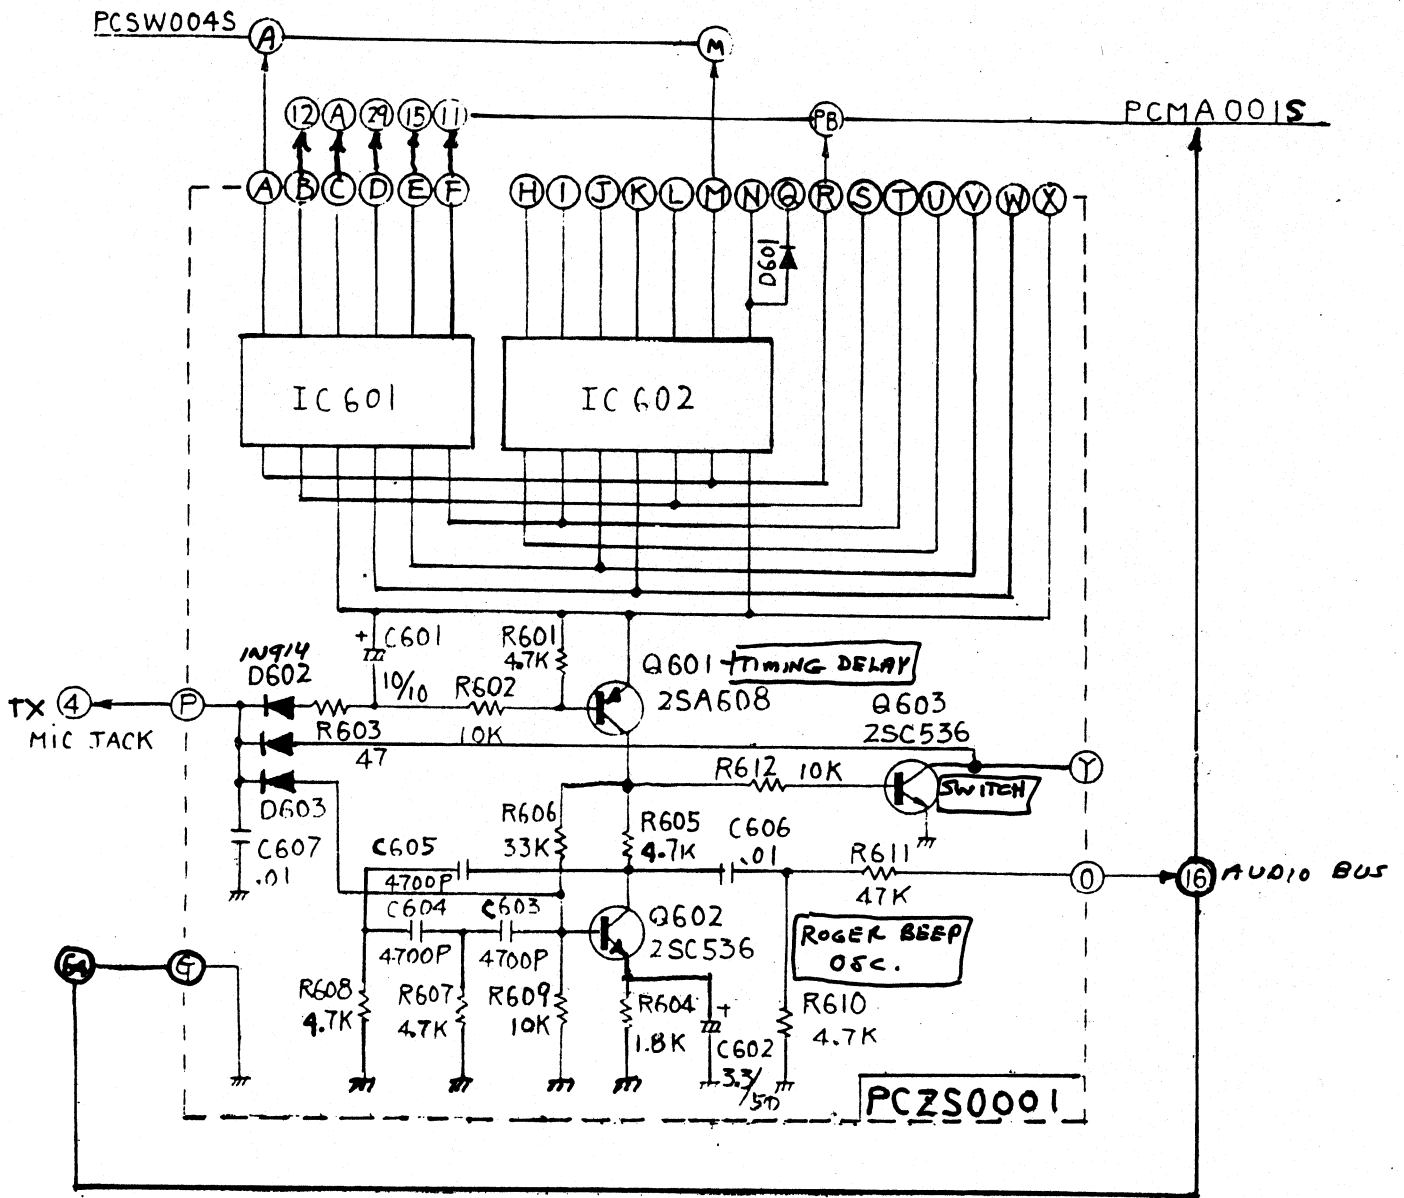 PCSW004S A M
12 A 29 15 11 PB PCMA001S
A B C D E F H I J K L M N Q R S T U V W X
D601
IC601 IC602
+ C601 R601 4.7K
1N914
D602
10/10
Q601 TIMING DELAY
2SA608
R602
10K
Q603
2SC536
TX 4 P
MIC JACK
R603
47
R612 10K Y
SWITCH
D603
R606
33K
R605
4.7K
C606
.01
C607
.01
C605
4700P
R611
47K
O 16 AUDIO BUS
C604
4700P
C603
4700P
Q602
2SC536
ROGER BEEP
OSC.
G
R608
4.7K
R607
4.7K
R609
10K
R604
1.8K
+
C602
3.3/50
R610
4.7K
PCZS0001